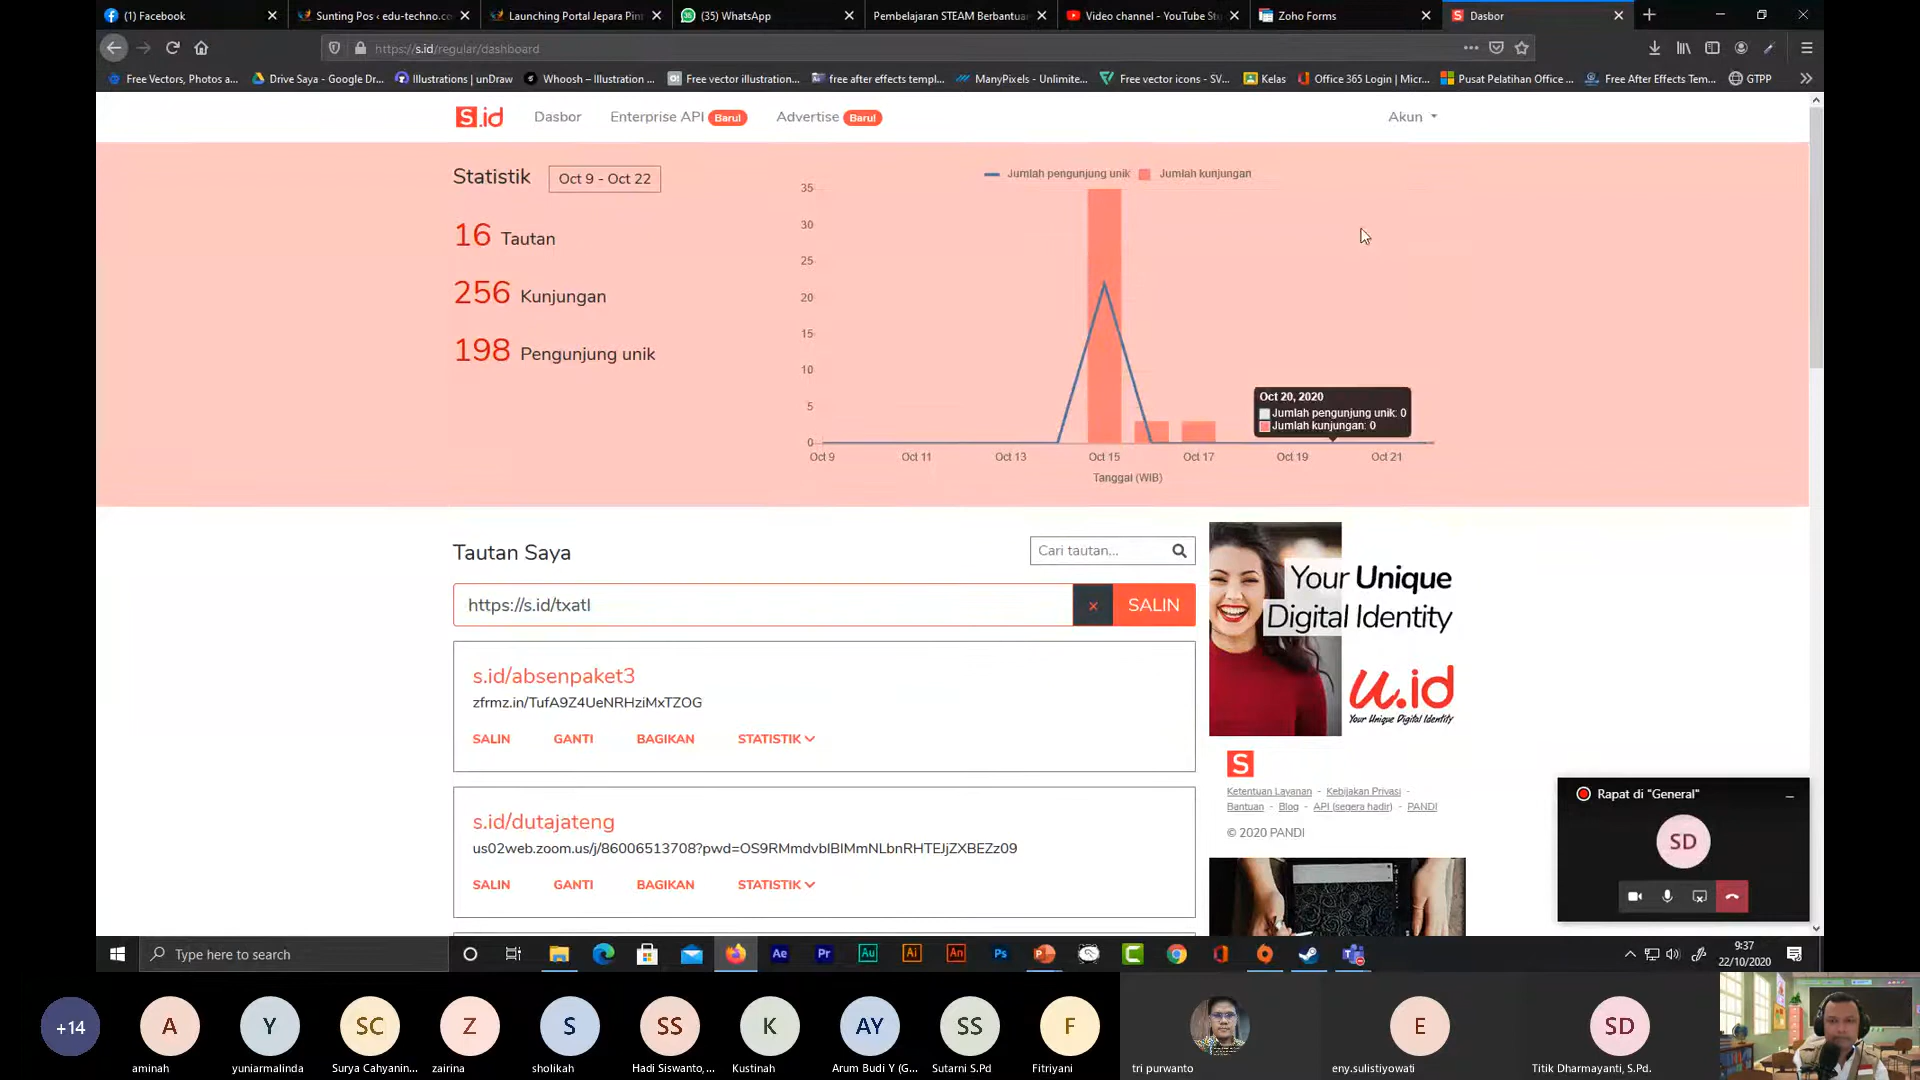 (1) Facebook
Sunting Pos ‹ edu-techno.co
Launching Portal Jepara Pin
(35) WhatsApp
Pembelajaran STEAM Berbantua
Video channel - YouTube St
Zoho Forms
Dasbor
https://s.id/regular/dashboard
Free Vectors, Photos a...
Drive Saya - Google Dr...
Illustrations | unDraw
Whoosh – Illustration ...
Free vector illustration...
free after effects templ...
ManyPixels - Unlimite...
Free vector icons - SV...
Kelas
Office 365 Login | Micr...
Pusat Pelatihan Office ...
Free After Effects Tem...
GTPP
S.id
Dasbor
Enterprise API Baru!
Advertise Baru!
Akun
Statistik
Oct 9 - Oct 22
16 Tautan
256 Kunjungan
198 Pengunjung unik
Jumlah pengunjung unik
Jumlah kunjungan
35
30
25
20
15
10
5
0
Oct 20, 2020
Jumlah pengunjung unik: 0
Jumlah kunjungan: 0
Oct 9
Oct 11
Oct 13
Oct 15
Oct 17
Oct 19
Oct 21
Tanggal (WIB)
Tautan Saya
Cari tautan...
https://s.id/txatI
×
SALIN
s.id/absenpaket3
zfrmz.in/TufA9Z4UeNRHziMxTZOG
SALIN
GANTI
BAGIKAN
STATISTIK
s.id/dutajateng
SALIN
GANTI
BAGIKAN
STATISTIK
Your Unique
Digital Identity
u.id
Your Unique Digital Identity
S
Ketentuan Layanan - Kebijakan Privasi -
Bantuan - Blog - API (segera hadir) - PANDI
© 2020 PANDI
Rapat di "General"
SD
Type here to search
Ae
Pr
Au
Ai
An
Ps
9:37
22/10/2020
+14
A
Y
SC
Z
S
SS
K
AY
SS
F
E
SD
aminah
yuniarmalinda
Surya Cahyanin...
zairina
sholikah
Hadi Siswanto,...
Kustinah
Arum Budi Y (G...
Sutarni S.Pd
Fitriyani
tri purwanto
eny.sulistiyowati
Titik Dharmayanti, S.Pd.